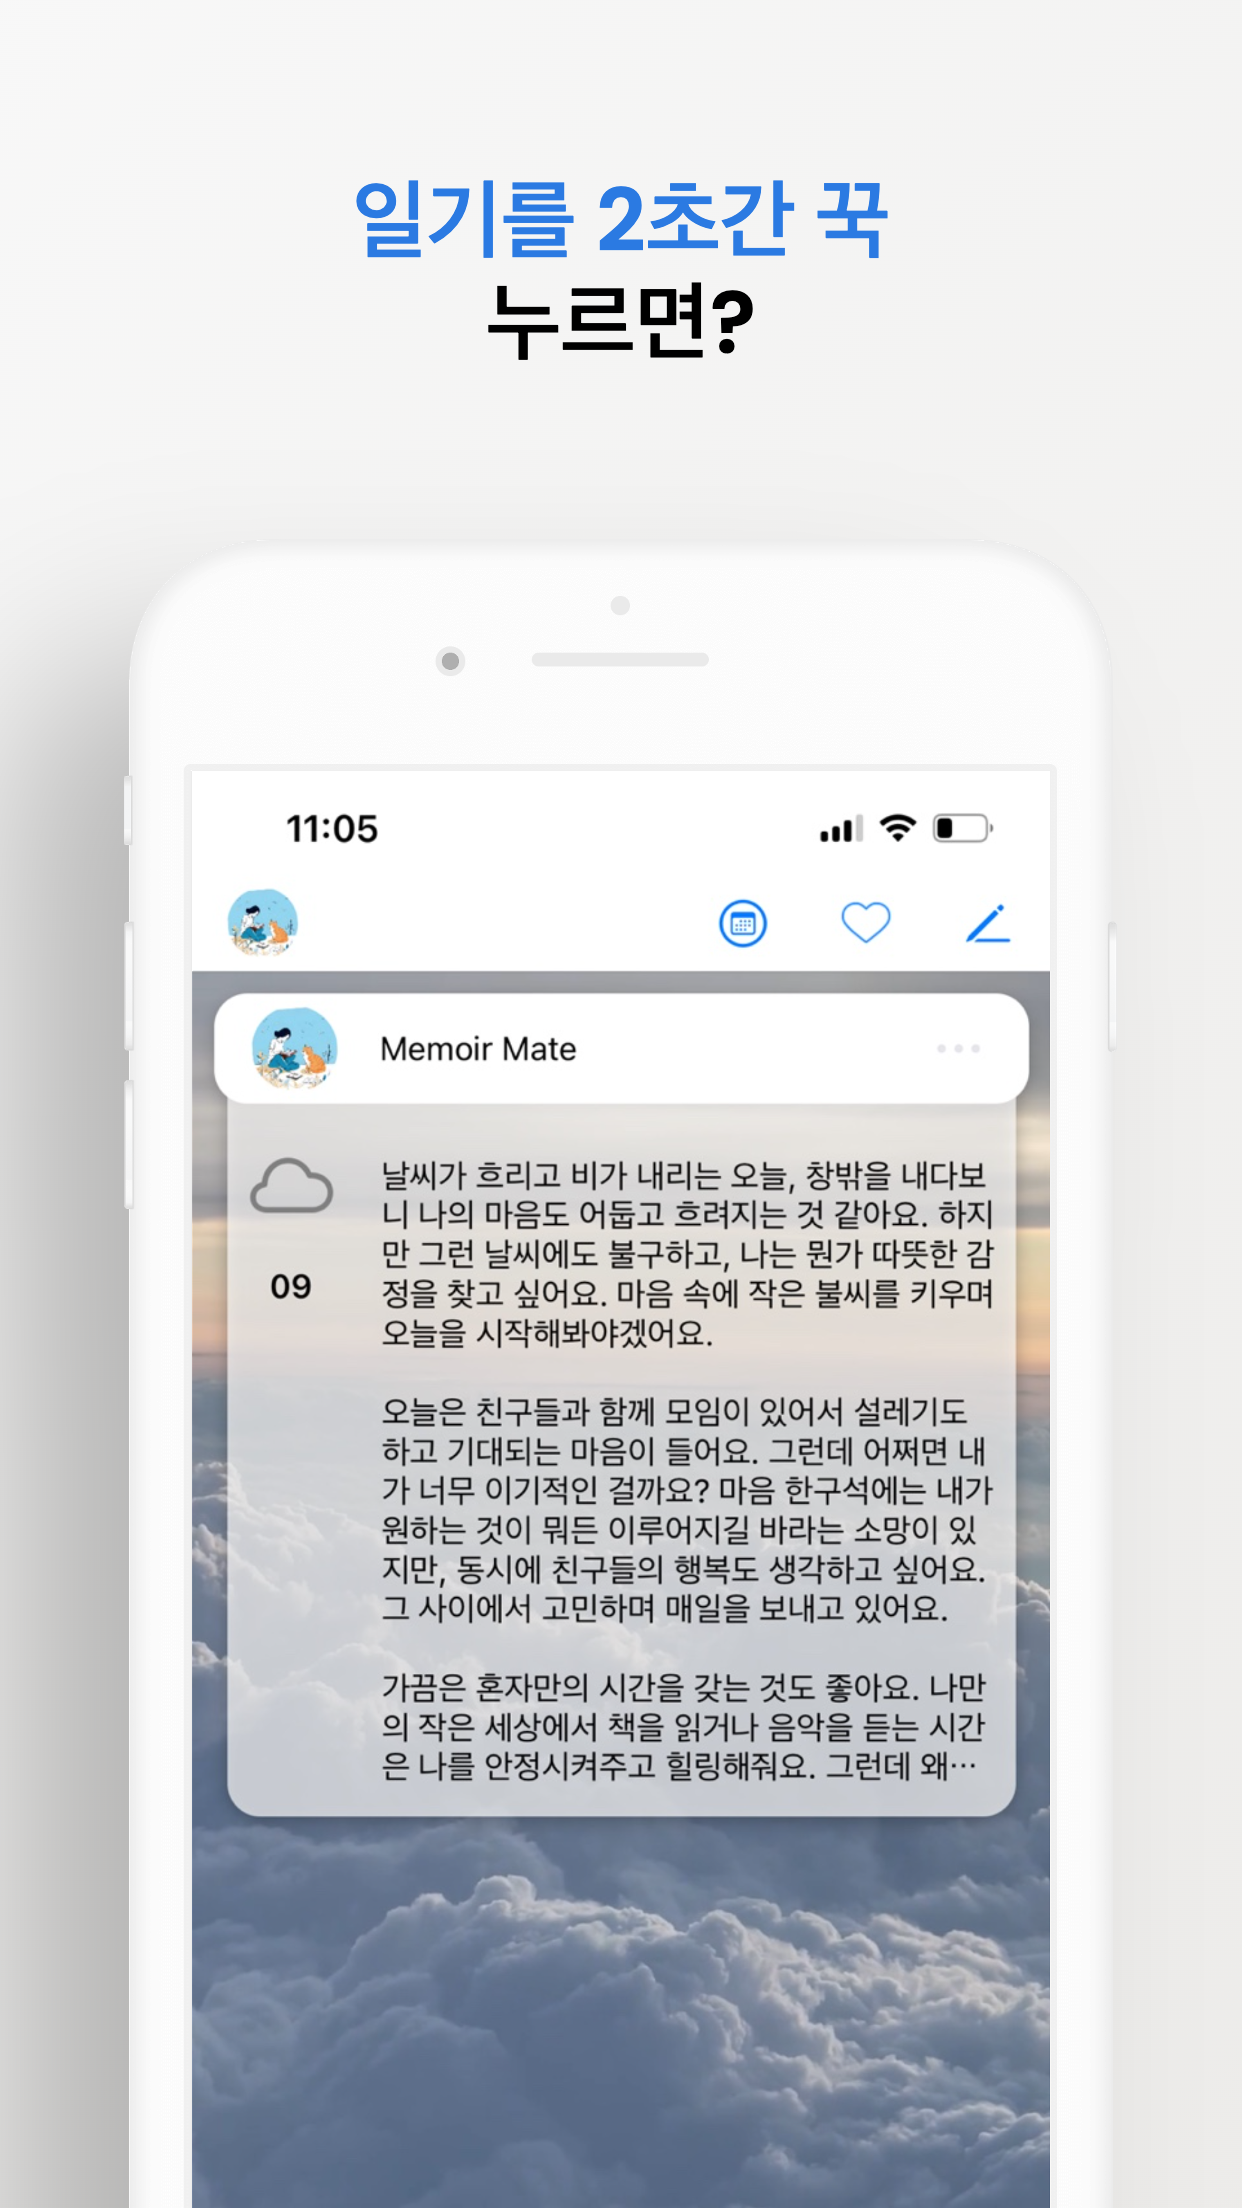 일기를 2초간 꾹
누르면?
11:05
Memoir Mate
날씨가 흐리고 비가 내리는 오늘, 창밖을 내다보
니 나의 마음도 어둡고 흐려지는 것 같아요. 하지
만 그런 날씨에도 불구하고, 나는 뭔가 따뜻한 감
정을 찾고 싶어요. 마음 속에 작은 불씨를 키우며
오늘을 시작해봐야겠어요.
09
오늘은 친구들과 함께 모임이 있어서 설레기도
하고 기대되는 마음이 들어요. 그런데 어쩌면 내
가 너무 이기적인 걸까요? 마음 한구석에는 내가
원하는 것이 뭐든 이루어지길 바라는 소망이 있
지만, 동시에 친구들의 행복도 생각하고 싶어요.
그 사이에서 고민하며 매일을 보내고 있어요.
가끔은 혼자만의 시간을 갖는 것도 좋아요. 나만
의 작은 세상에서 책을 읽거나 음악을 듣는 시간
은 나를 안정시켜주고 힐링해줘요. 그런데 왜…